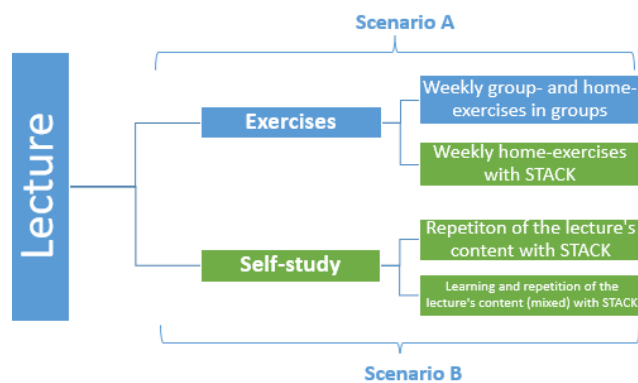 Scenario A
Lecture
Exercises
Weekly group- and home-
exercises in groups
Weekly home-exercises
with STACK
Self-study
Repetiton of the lecture's
content with STACK
Learning and repetition of the
lecture's content (mixed) with STACK
Scenario B